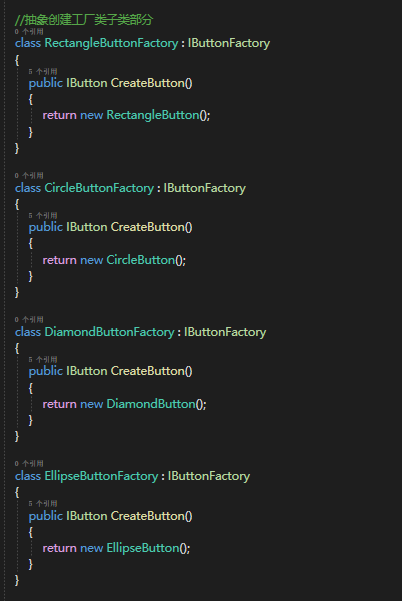 //抽象创建工厂类子类部分
0 个引用
class RectangleButtonFactory : IButtonFactory
{
5 个引用
public IButton CreateButton()
{
return new RectangleButton();
}
}
0 个引用
class CircleButtonFactory : IButtonFactory
{
5 个引用
public IButton CreateButton()
{
return new CircleButton();
}
}
0 个引用
class DiamondButtonFactory : IButtonFactory
{
5 个引用
public IButton CreateButton()
{
return new DiamondButton();
}
}
0 个引用
class EllipseButtonFactory : IButtonFactory
{
5 个引用
public IButton CreateButton()
{
return new EllipseButton();
}
}